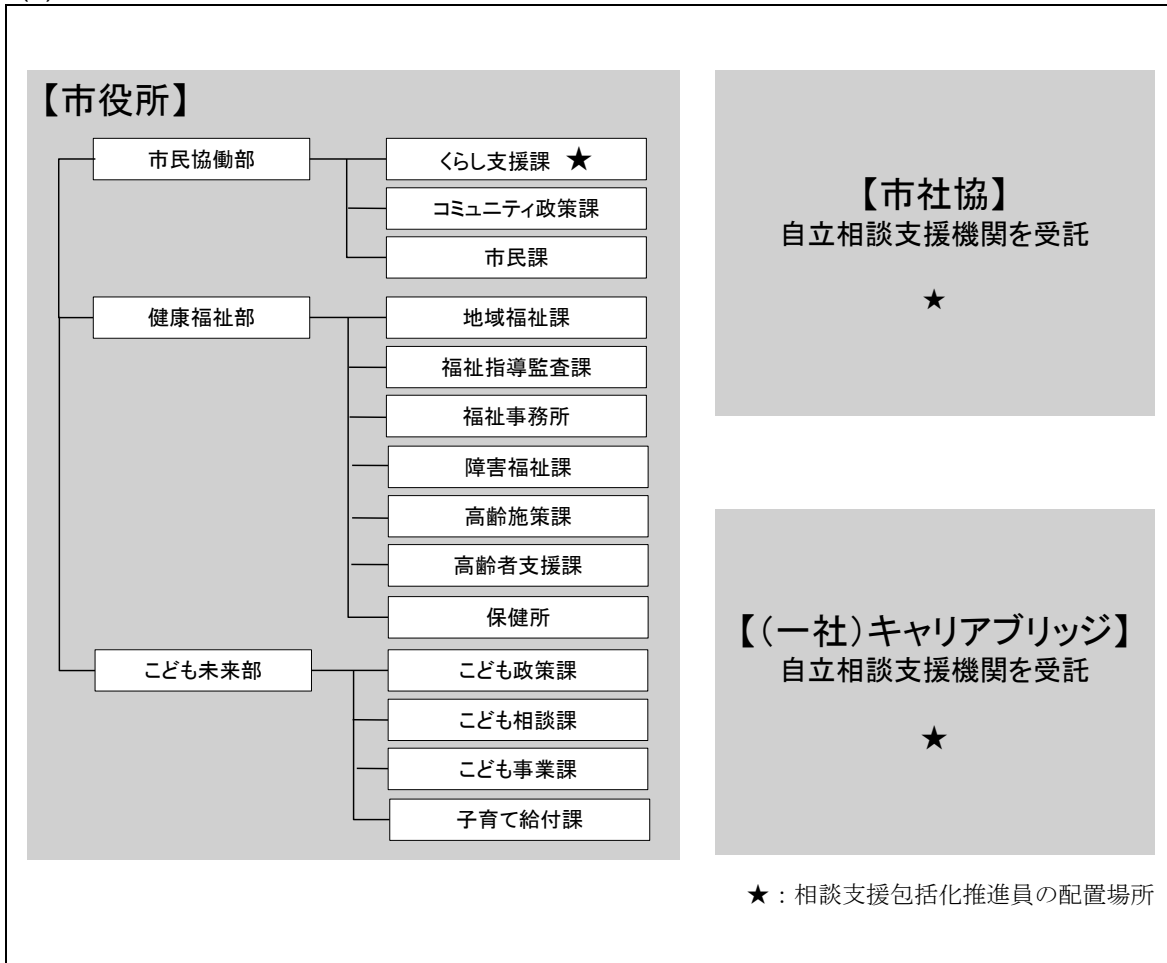 【市役所】
市民協働部
くらし支援課 ★
コミュニティ政策課
市民課
健康福祉部
地域福祉課
福祉指導監査課
福祉事務所
障害福祉課
高齢施策課
高齢者支援課
保健所
こども未来部
こども政策課
こども相談課
こども事業課
子育て給付課
【市社協】
自立相談支援機関を受託
★
【(一社)キャリアブリッジ】
自立相談支援機関を受託
★
★：相談支援包括化推進員の配置場所